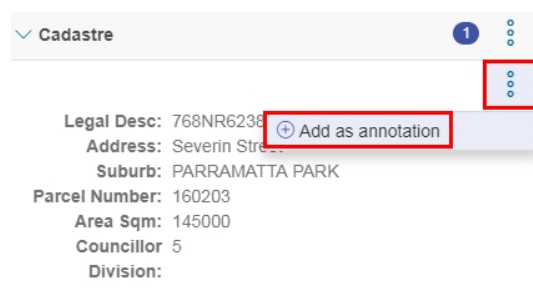 Cadastre 1
Legal Desc: 768NR6238
Add as annotation
Address: Severin Street
Suburb: PARRAMATTA PARK
Parcel Number: 160203
Area Sqm: 145000
Councillor 5
Division: